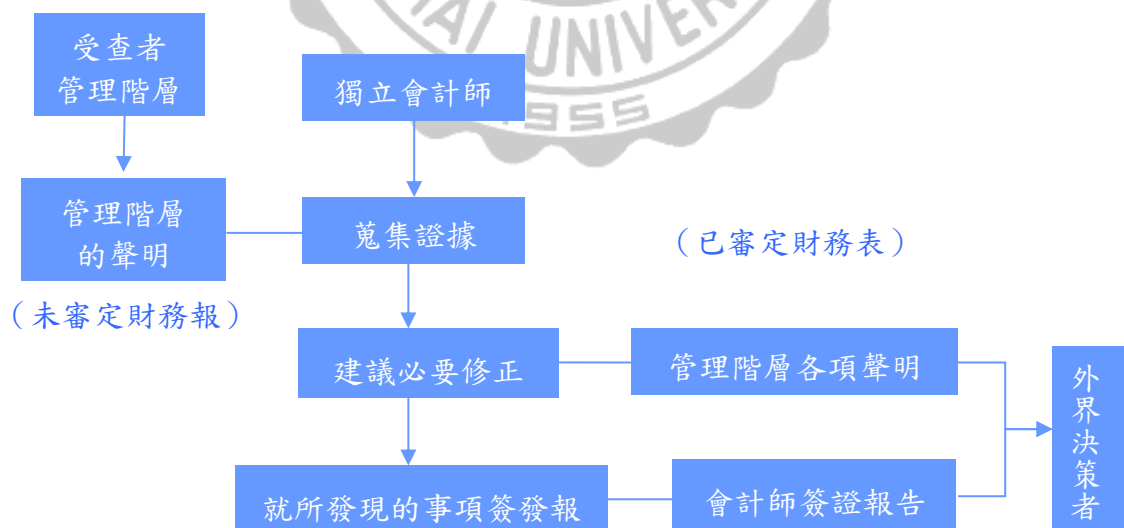 AI UNIVE
1955
受查者
管理階層
獨立會計師
管理階層
的聲明
蒐集證據
（已審定財務表）
（未審定財務報）
建議必要修正
管理階層各項聲明
外界決策者
就所發現的事項簽發報
會計師簽證報告